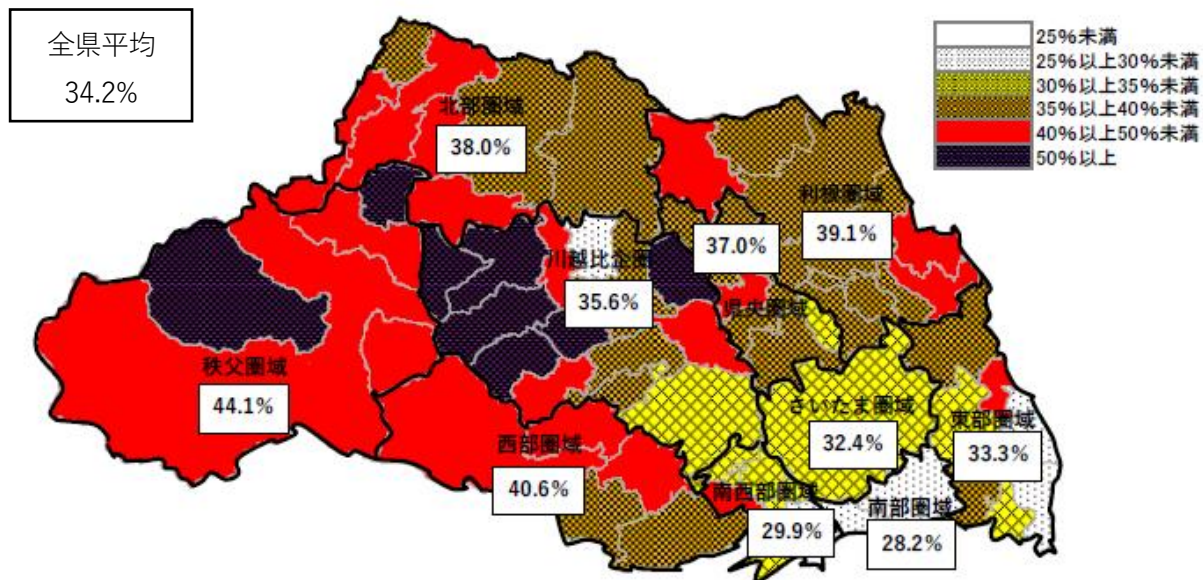 全県平均
34.2%
25%未満
25%以上30%未満
30%以上35%未満
35%以上40%未満
40%以上50%未満
50%以上
北部圏域
38.0%
利根圏域
39.1%
37.0%
県央圏域
川越比企圏
35.6%
秩父圏域
44.1%
さいたま圏域
32.4%
東部圏域
33.3%
西部圏域
40.6%
南西部圏域
29.9%
南部圏域
28.2%